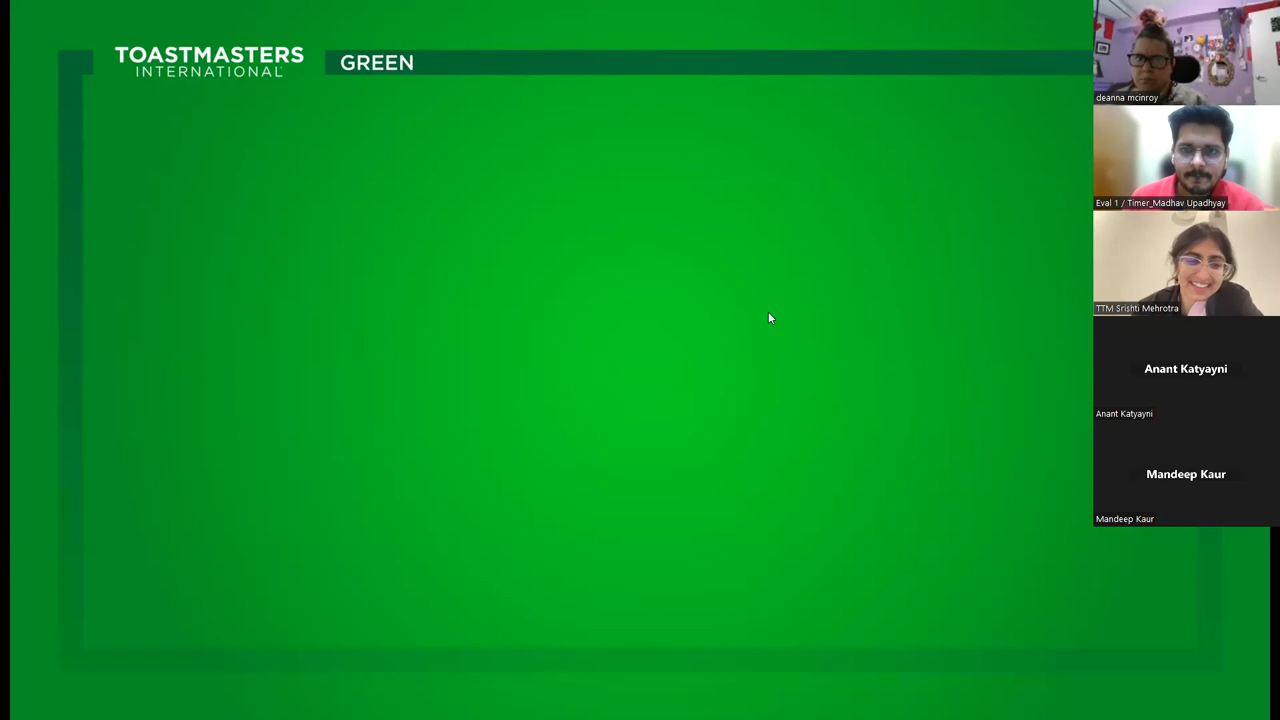 TOASTMASTERS
INTERNATIONAL
GREEN
deanna mcinroy
Eval 1 / Timer_Madhav Upadhyay
TTM Srishti Mehrotra
Anant Katyayni
Anant Katyayni
Mandeep Kaur
Mandeep Kaur